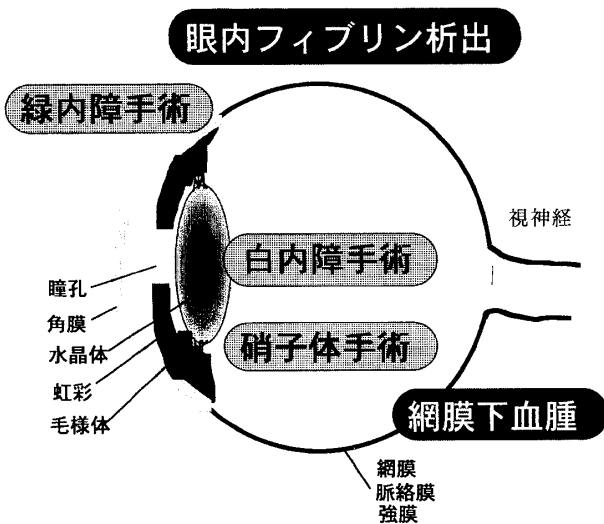 眼内フィブリン析出
緑内障手術
視神経
白内障手術
瞳孔
角膜
水晶体
硝子体手術
虹彩
毛様体
網膜下血腫
網膜
脈絡膜
強膜